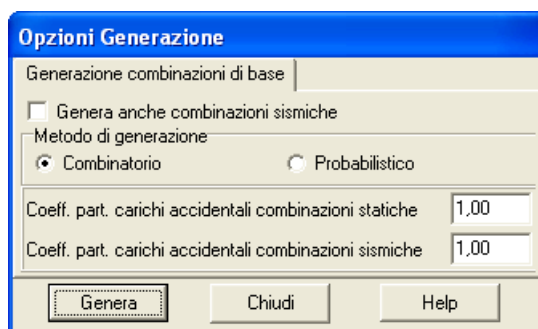 Opzioni Generazione
Generazione combinazioni di base
Genera anche combinazioni sismiche
Metodo di generazione
Combinatorio Probabilistico
Coeff. part. carichi accidentali combinazioni statiche 1,00
Coeff. part. carichi accidentali combinazioni sismiche 1,00
Genera Chiudi Help